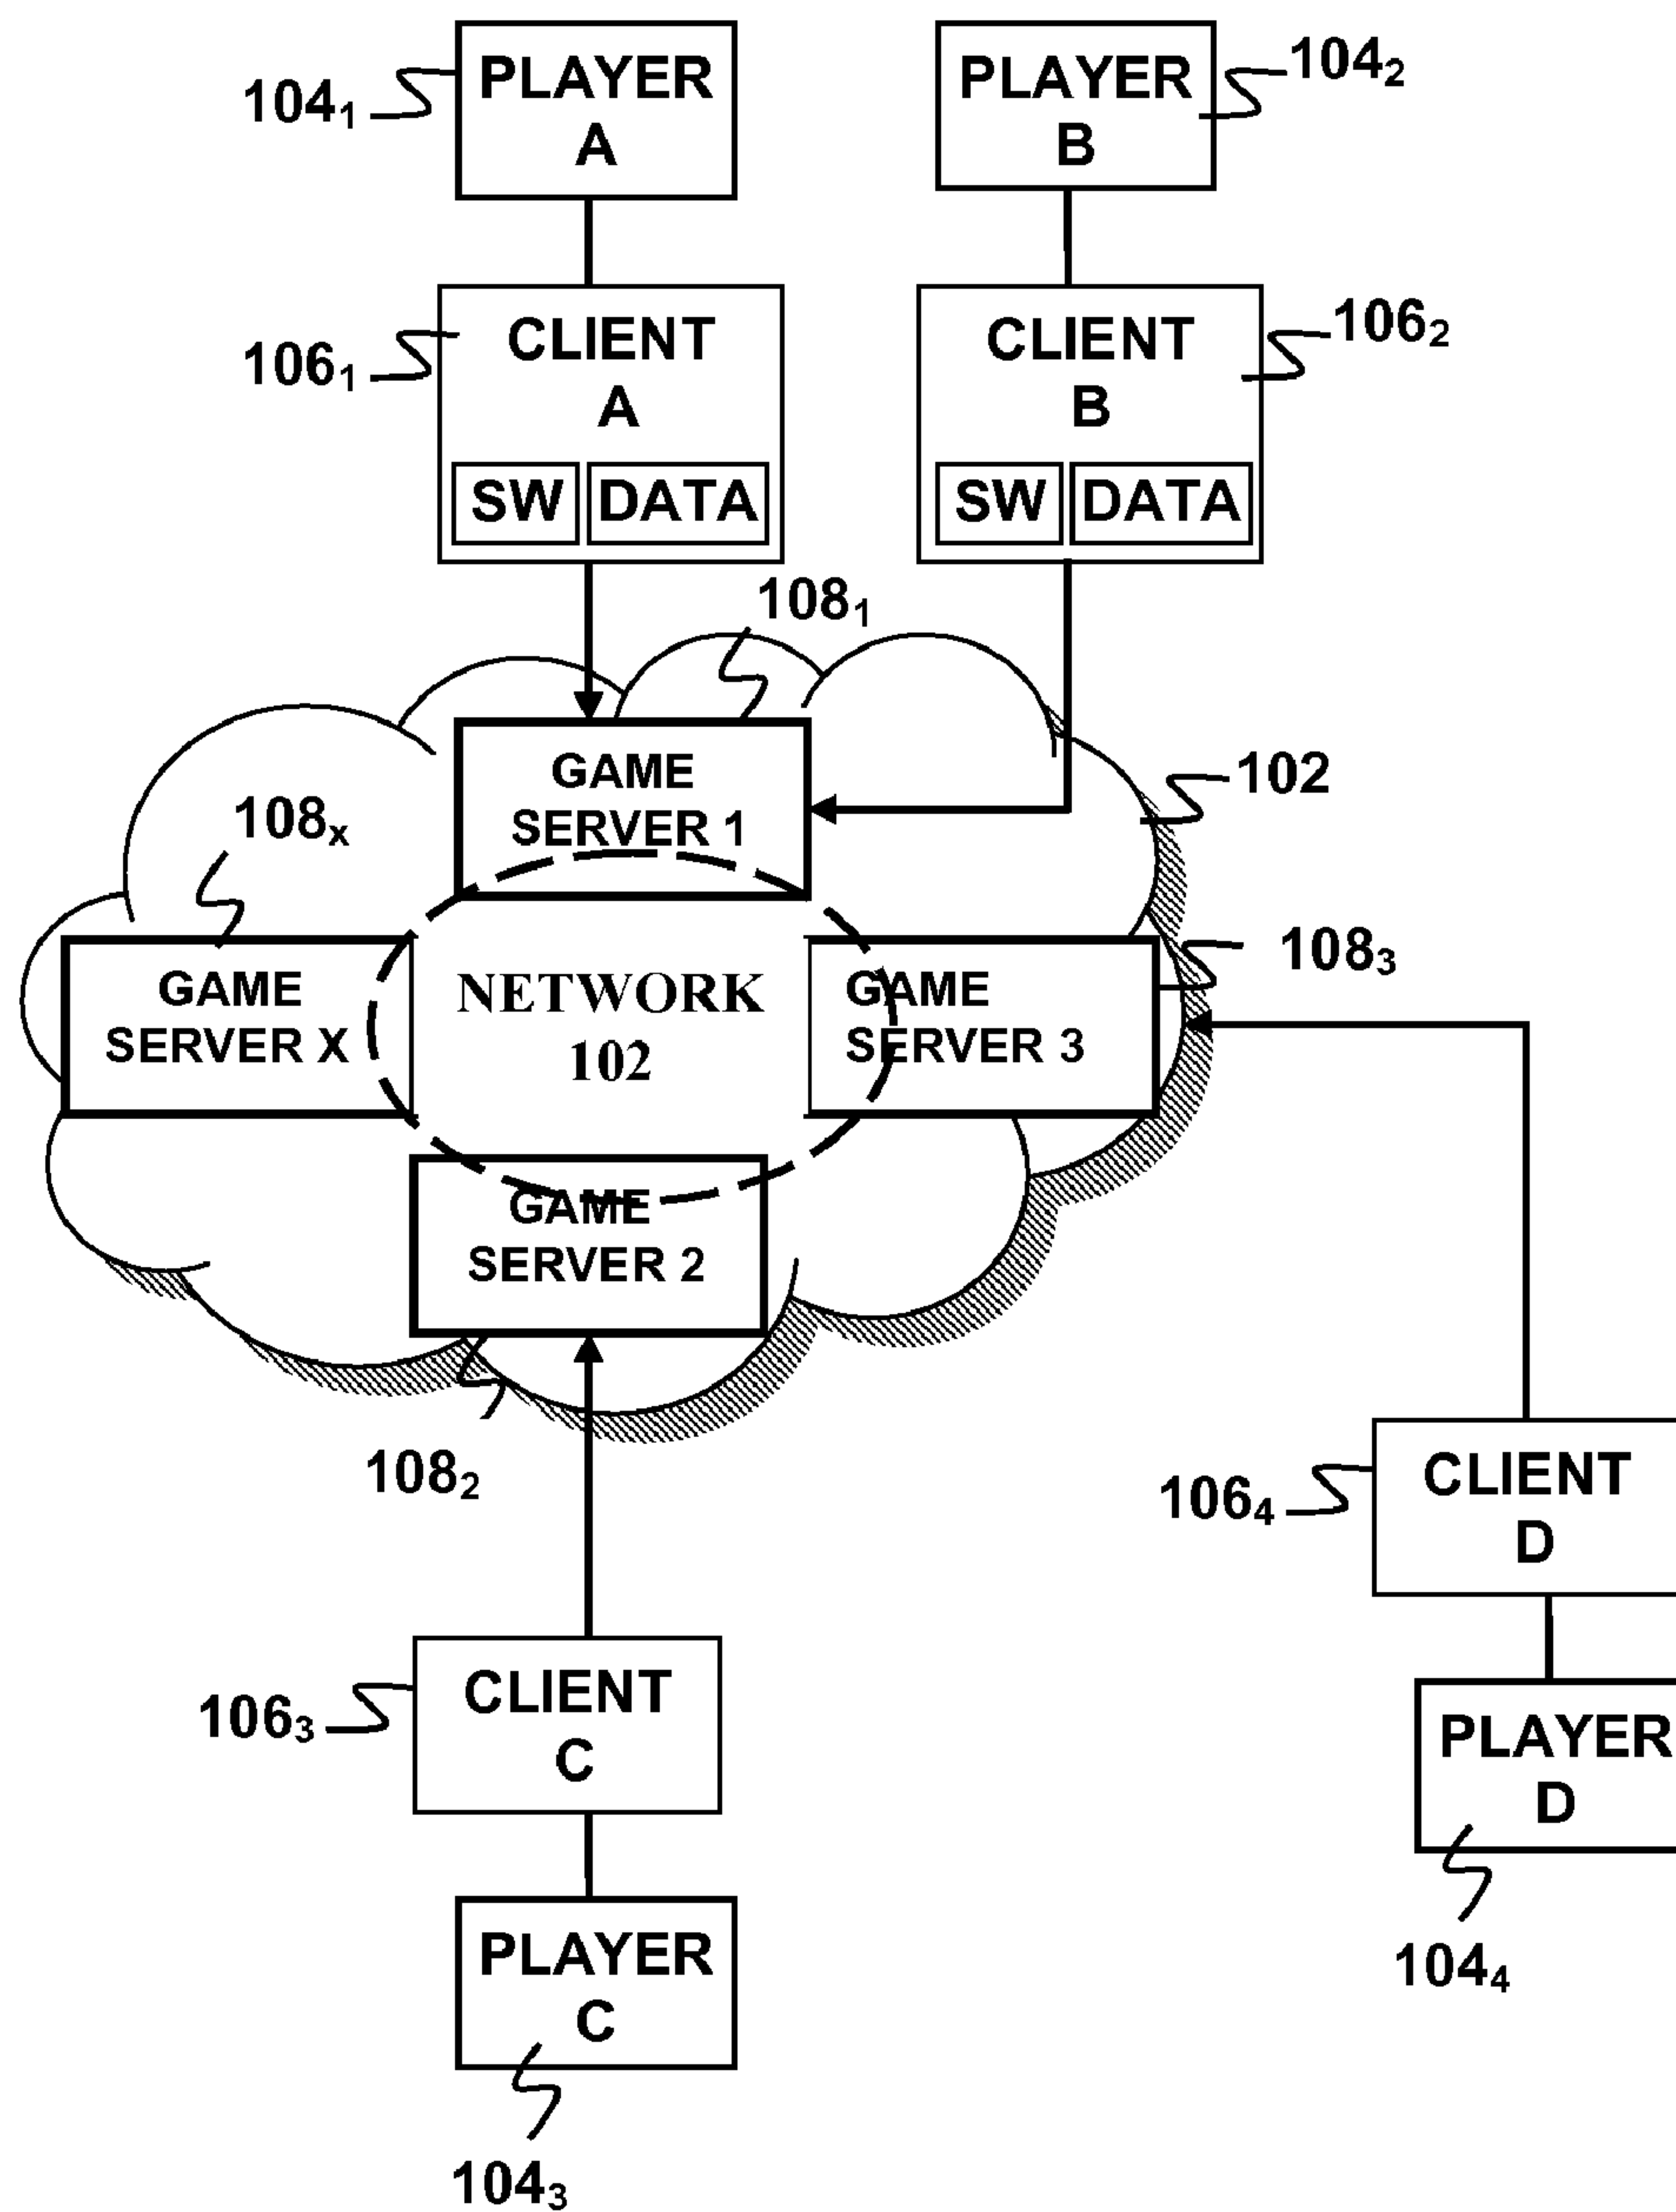 PLAYER
A
104₁
PLAYER
B
104₂
CLIENT
A
SW DATA
106₁
CLIENT
B
SW DATA
106₂
108₁
GAME
SERVER 1
102
108ₓ
GAME
SERVER X
NETWORK
102
GAME
SERVER 3
108₃
GAME
SERVER 2
108₂
CLIENT
D
106₄
CLIENT
C
106₃
PLAYER
D
104₄
PLAYER
C
104₃